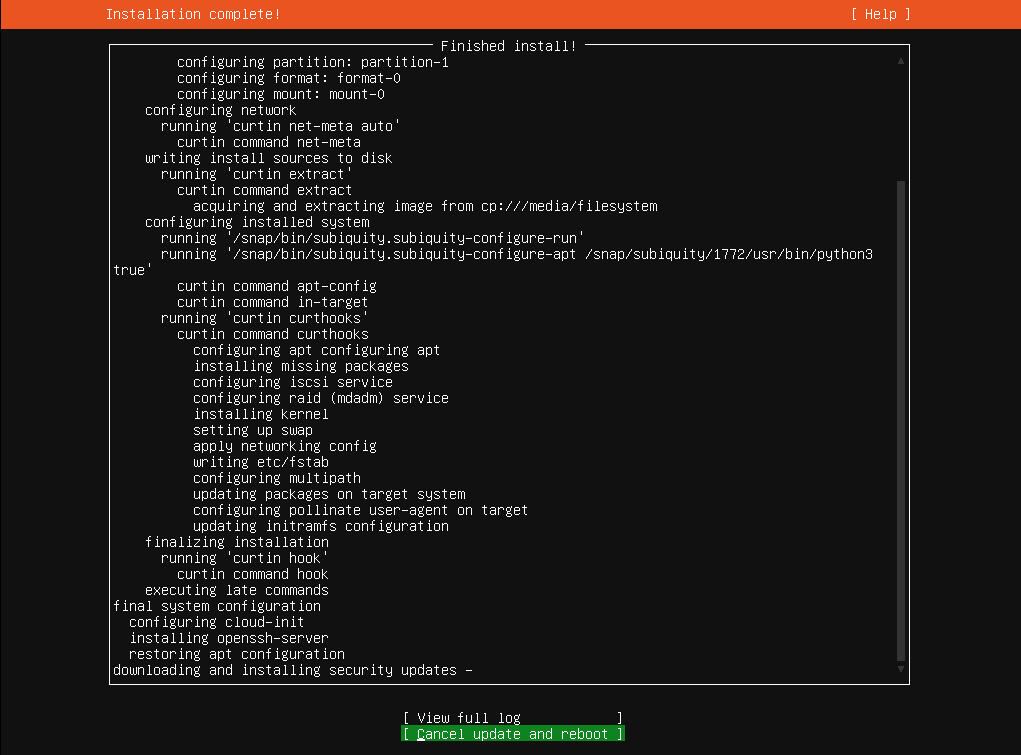 Installation complete! [ Help ]
Finished install!
configuring partition: partition-1
configuring format: format-0
configuring mount: mount-0
configuring network
running 'curtin net-meta auto'
curtin command net-meta
writing install sources to disk
running 'curtin extract'
curtin command extract
acquiring and extracting image from cp:///media/filesystem
configuring installed system
running '/snap/bin/subiquity.subiquity-configure-run'
running '/snap/bin/subiquity.subiquity-configure-apt /snap/subiquity/1772/usr/bin/python3
true'
curtin command apt-config
curtin command in-target
running 'curtin curthooks'
curtin command curthooks
configuring apt configuring apt
installing missing packages
configuring iscsi service
configuring raid (mdadm) service
installing kernel
setting up swap
apply networking config
writing etc/fstab
configuring multipath
updating packages on target system
configuring pollinate user-agent on target
updating initramfs configuration
finalizing installation
running 'curtin hook'
curtin command hook
executing late commands
final system configuration
configuring cloud-init
installing openssh-server
restoring apt configuration
downloading and installing security updates -
[ View full log ]
[ Cancel update and reboot ]